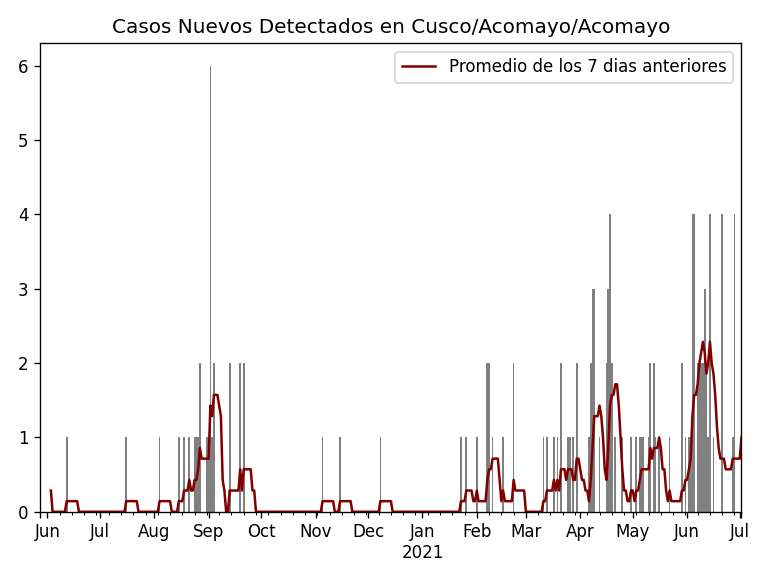 Casos Nuevos Detectados en Cusco/Acomayo/Acomayo
Promedio de los 7 dias anteriores
6
5
4
3
2
1
0
Jun Jul Aug Sep Oct Nov Dec Jan Feb Mar Apr May Jun Jul
2021